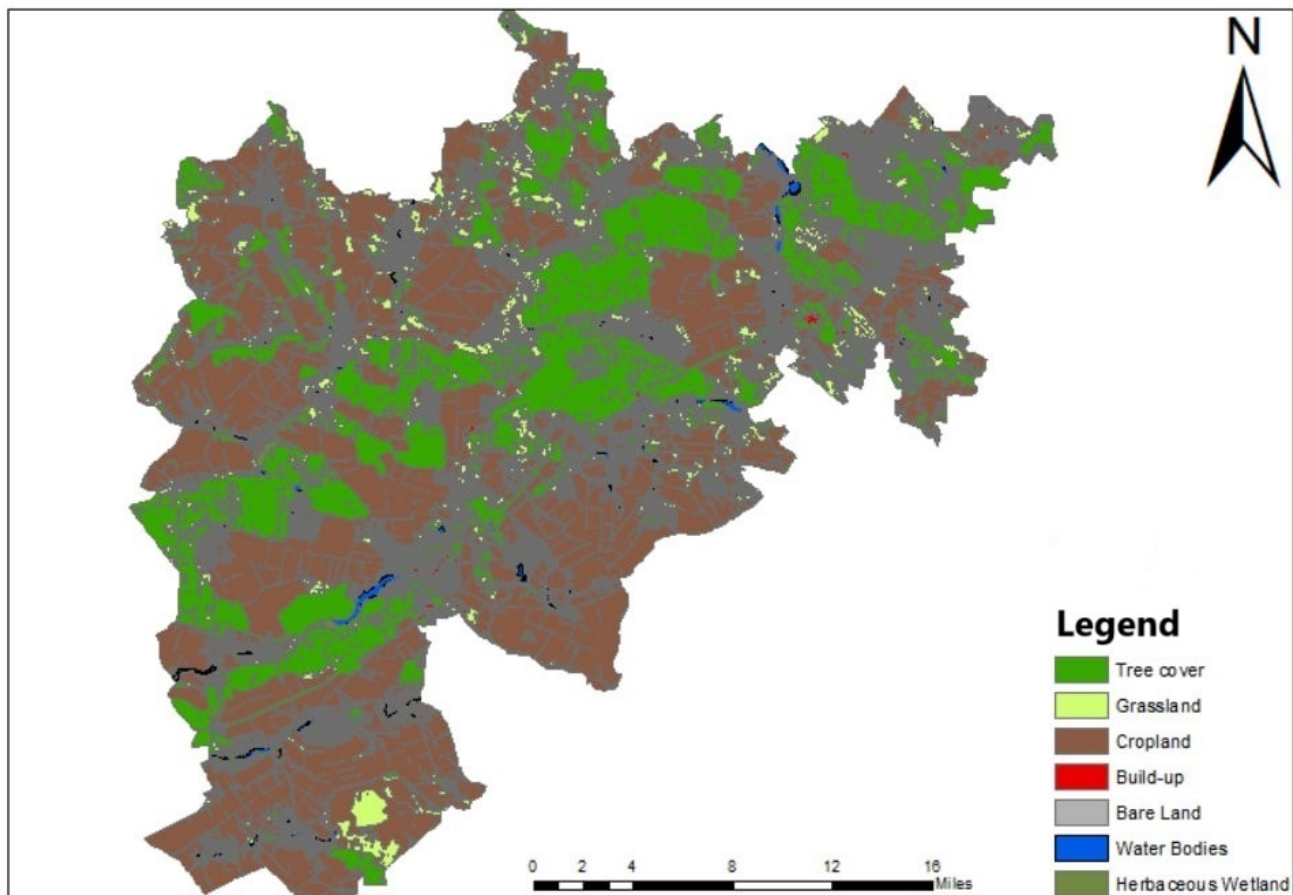 N
Legend
Tree cover
Grassland
Cropland
Build-up
Bare Land
Water Bodies
Herbaceous Wetland
0 2 4 8 12 16
Miles